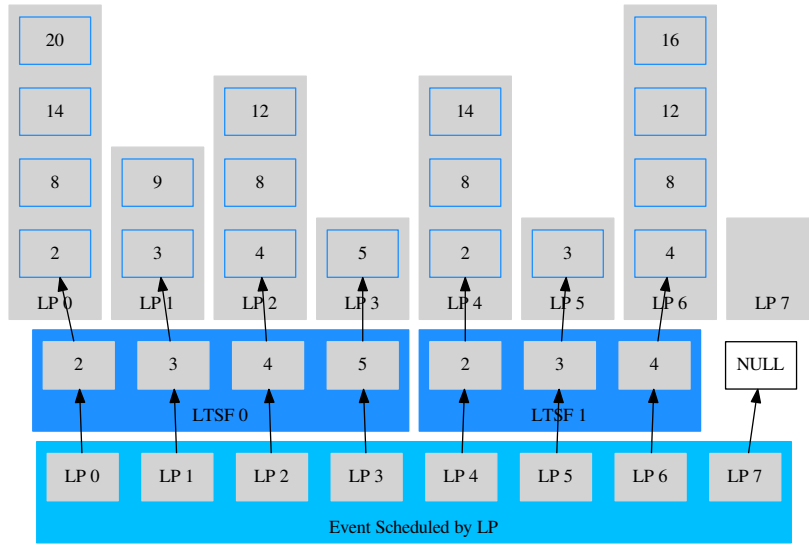 20 16
14 12 14 12
8 9 8 8 8
2 3 4 5 2 3 4
LP 0 LP 1 LP 2 LP 3 LP 4 LP 5 LP 6 LP 7
2 3 4 5 2 3 4 NULL
LTSF 0 LTSF 1
LP 0 LP 1 LP 2 LP 3 LP 4 LP 5 LP 6 LP 7
Event Scheduled by LP